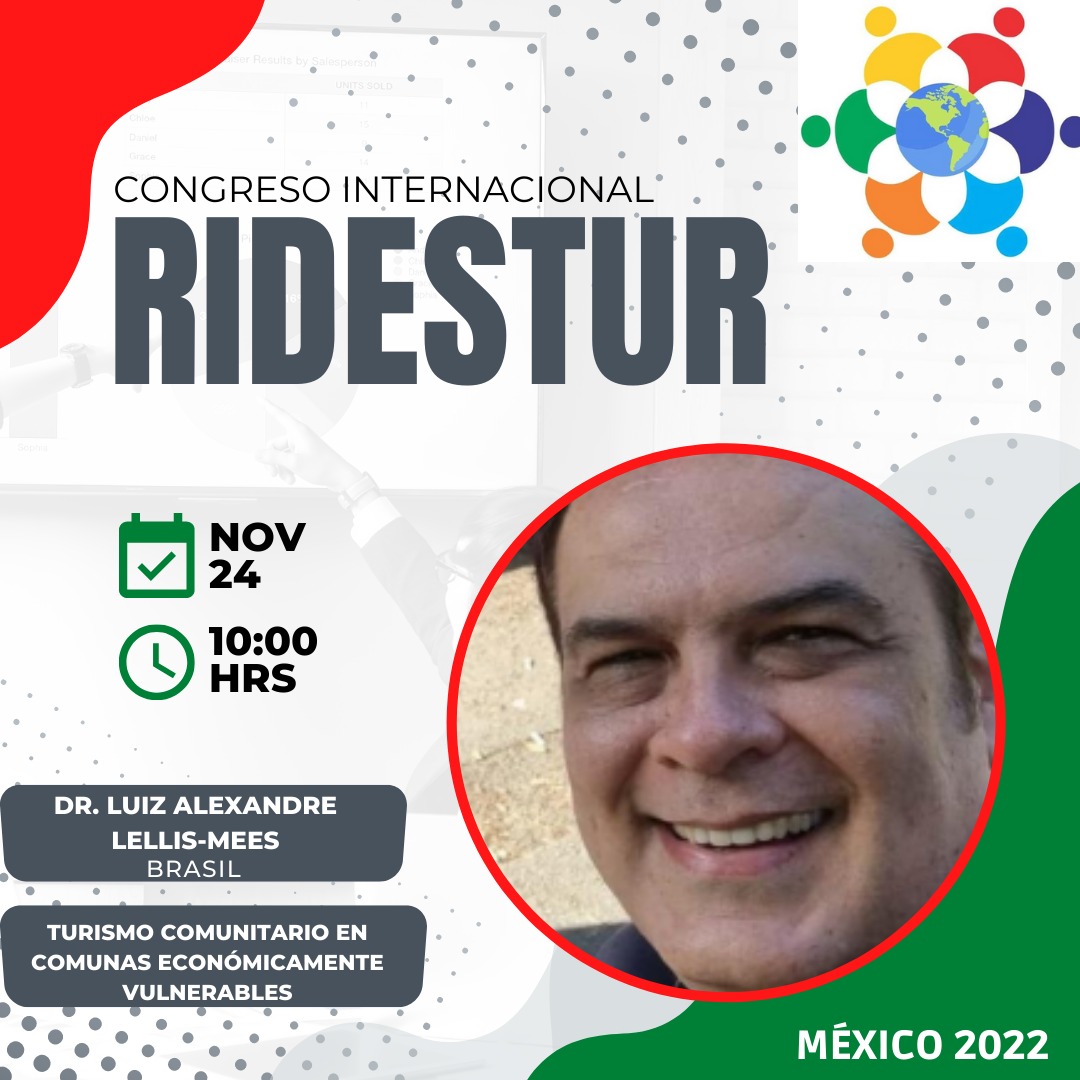 CONGRESO INTERNACIONAL
RIDESTUR
NOV
24
10:00
HRS
DR. LUIZ ALEXANDRE
LELLIS-MEES
BRASIL
TURISMO COMUNITARIO EN
COMUNAS ECONÓMICAMENTE
VULNERABLES
MÉXICO 2022